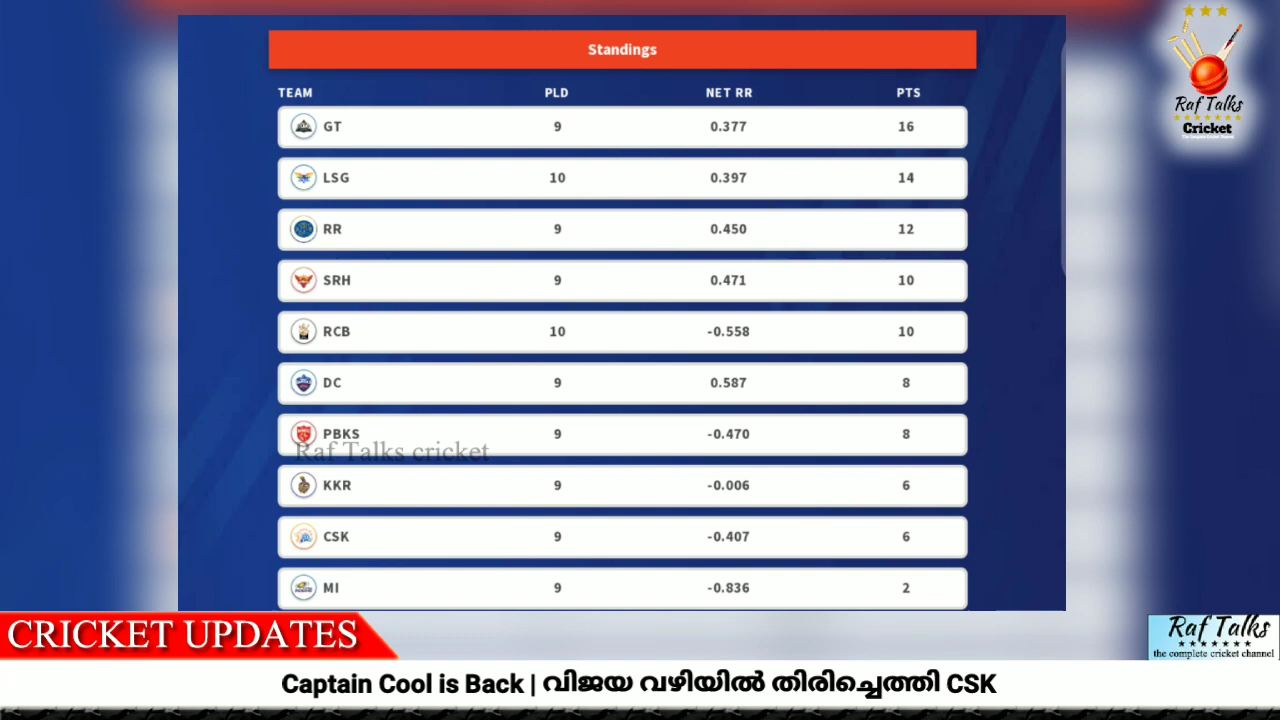 Standings
TEAM PLD NET RR PTS
GT 9 0.377 16
LSG 10 0.397 14
RR 9 0.450 12
SRH 9 0.471 10
RCB 10 -0.558 10
DC 9 0.587 8
PBKS 9 -0.470 8
Raf Talks cricket
KKR 9 -0.006 6
CSK 9 -0.407 6
MI 9 -0.836 2
Raf Talks
Cricket
CRICKET UPDATES
Raf Talks
the complete cricket channel
Captain Cool is Back | വിജയ വഴിയിൽ തിരിച്ചെത്തി CSK